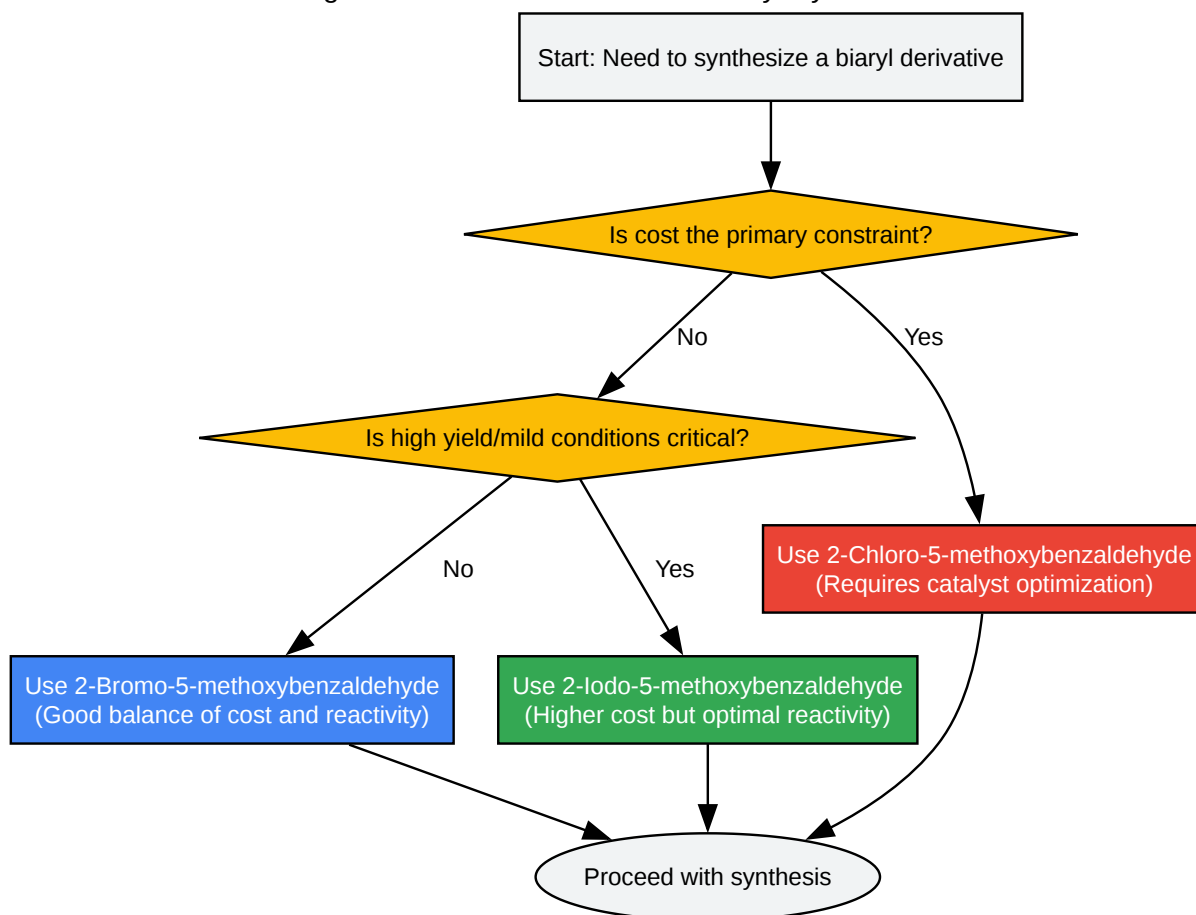 Start: Need to synthesize a biaryl derivative
Is cost the primary constraint?
No
Yes
Is high yield/mild conditions critical?
No
Yes
Use 2-Chloro-5-methoxybenzaldehyde
(Requires catalyst optimization)
Use 2-Bromo-5-methoxybenzaldehyde
(Good balance of cost and reactivity)
Use 2-Iodo-5-methoxybenzaldehyde
(Higher cost but optimal reactivity)
Proceed with synthesis